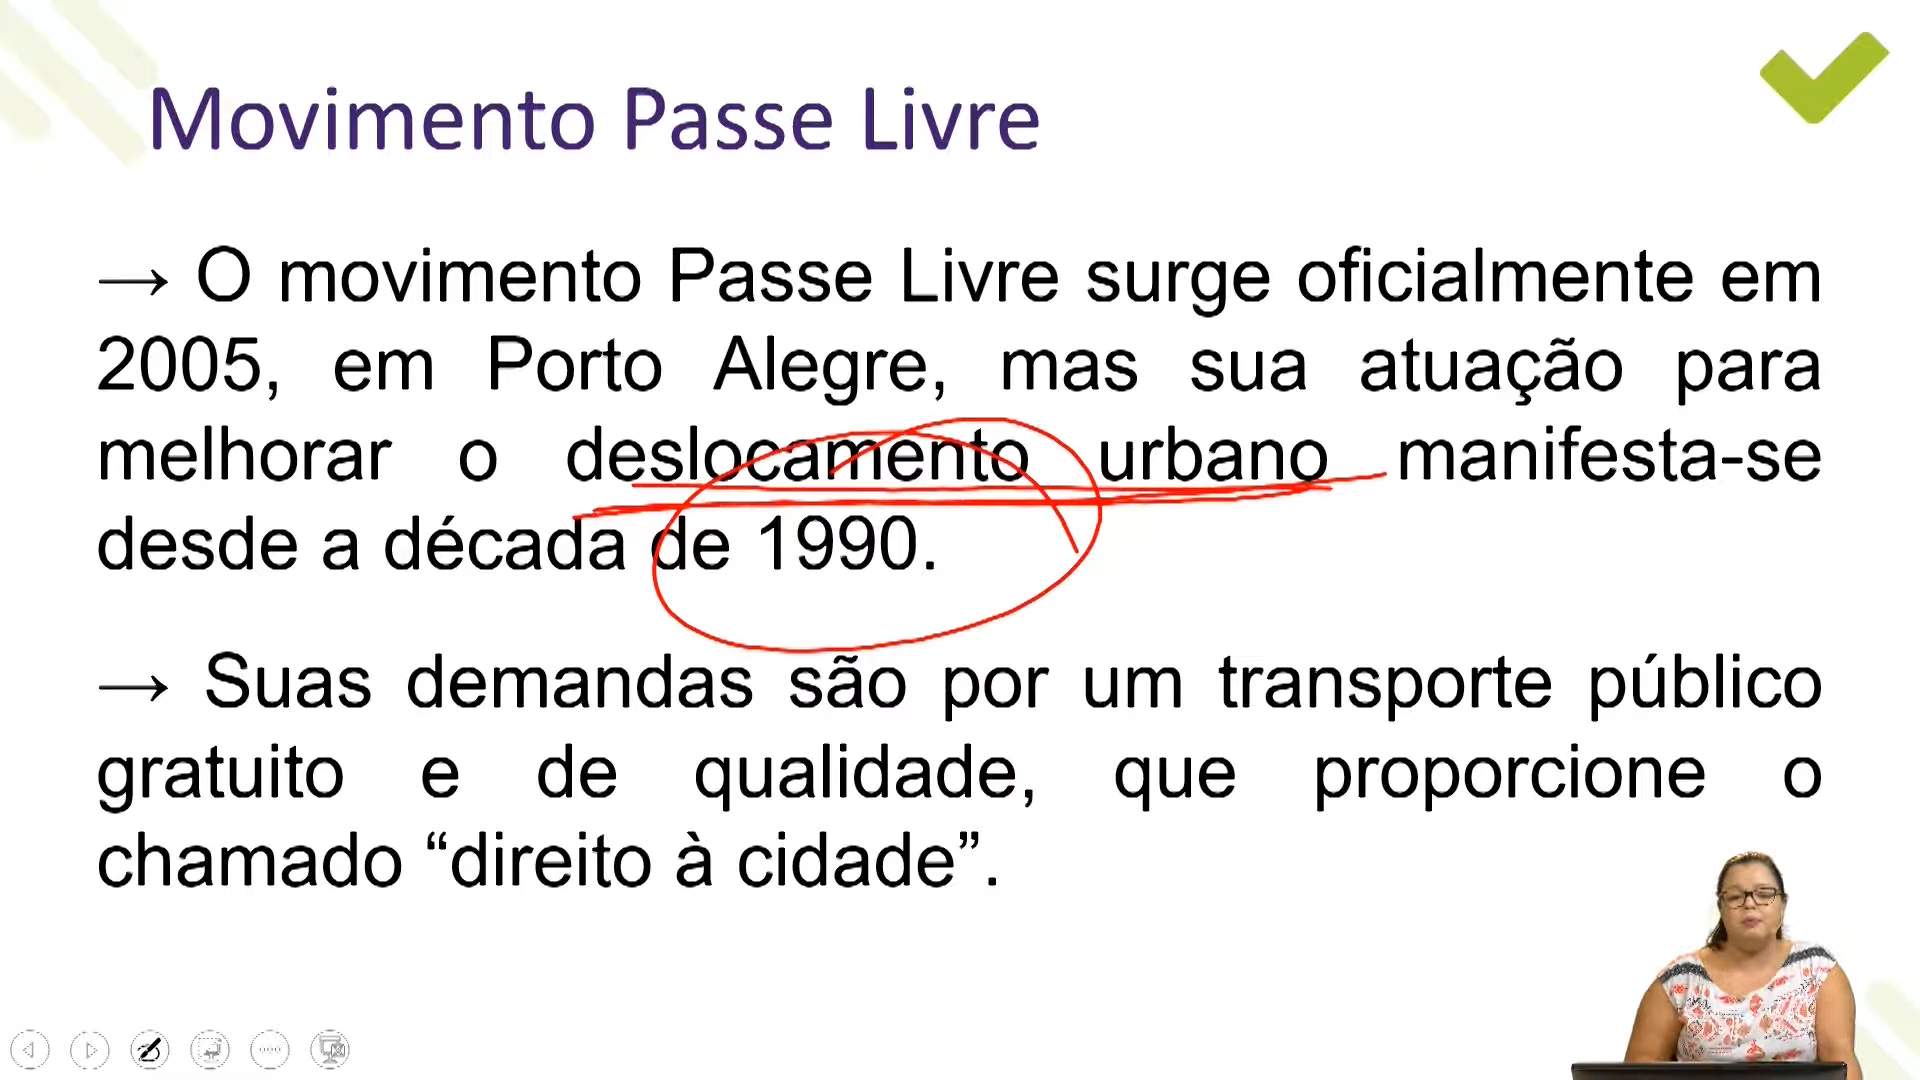 Movimento Passe Livre
→ O movimento Passe Livre surge oficialmente em
2005, em Porto Alegre, mas sua atuação para
melhorar o deslocamento urbano manifesta-se
desde a década de 1990.
→ Suas demandas são por um transporte público
gratuito e de qualidade, que proporcione o
chamado “direito à cidade”.